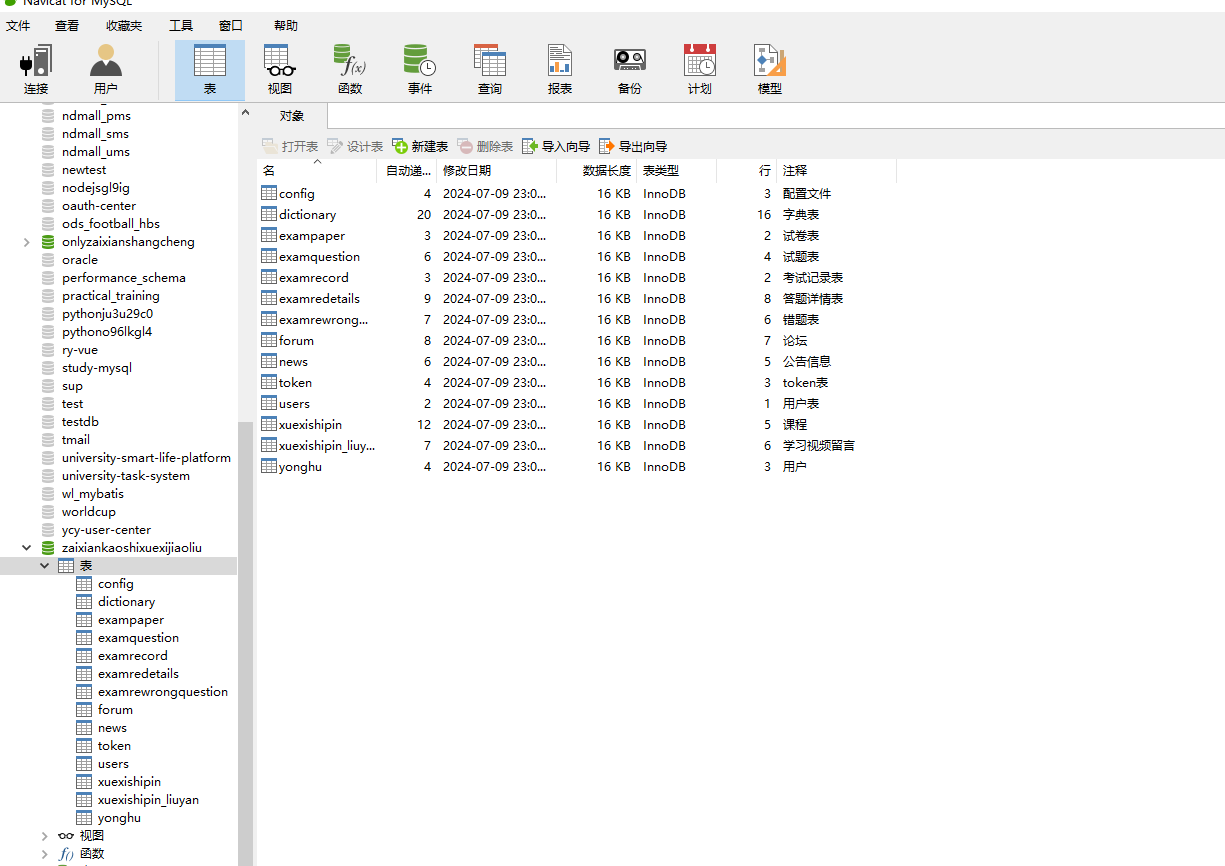 Navicat for MySQL
文件 查看 收藏夹 工具 窗口 帮助
连接 用户 表 视图 函数 事件 查询 报表 备份 计划 模型
ndmall_pms
ndmall_sms
ndmall_ums
newtest
nodejsgl9ig
oauth-center
ods_football_hbs
onlyzaixianshangcheng
oracle
performance_schema
practical_training
pythonju3u29c0
pythono96lkgl4
ry-vue
study-mysql
sup
test
testdb
tmail
university-smart-life-platform
university-task-system
wl_mybatis
worldcup
ycy-user-center
zaixiankaoshixuexijiaoliu
表
config
dictionary
exampaper
examquestion
examrecord
examredetails
examrewrongquestion
forum
news
token
users
xuexishipin
xuexishipin_liuyan
yonghu
视图
函数
对象
打开表 设计表 新建表 删除表 导入向导 导出向导
名 自动递... 修改日期 数据长度 表类型 行 注释
config 4 2024-07-09 23:0... 16 KB InnoDB 3 配置文件
dictionary 20 2024-07-09 23:0... 16 KB InnoDB 16 字典表
exampaper 3 2024-07-09 23:0... 16 KB InnoDB 2 试卷表
examquestion 6 2024-07-09 23:0... 16 KB InnoDB 4 试题表
examrecord 3 2024-07-09 23:0... 16 KB InnoDB 2 考试记录表
examredetails 9 2024-07-09 23:0... 16 KB InnoDB 8 答题详情表
examrewrong... 7 2024-07-09 23:0... 16 KB InnoDB 6 错题表
forum 8 2024-07-09 23:0... 16 KB InnoDB 7 论坛
news 6 2024-07-09 23:0... 16 KB InnoDB 5 公告信息
token 4 2024-07-09 23:0... 16 KB InnoDB 3 token表
users 2 2024-07-09 23:0... 16 KB InnoDB 1 用户表
xuexishipin 12 2024-07-09 23:0... 16 KB InnoDB 5 课程
xuexishipin_liuy... 7 2024-07-09 23:0... 16 KB InnoDB 6 学习视频留言
yonghu 4 2024-07-09 23:0... 16 KB InnoDB 3 用户